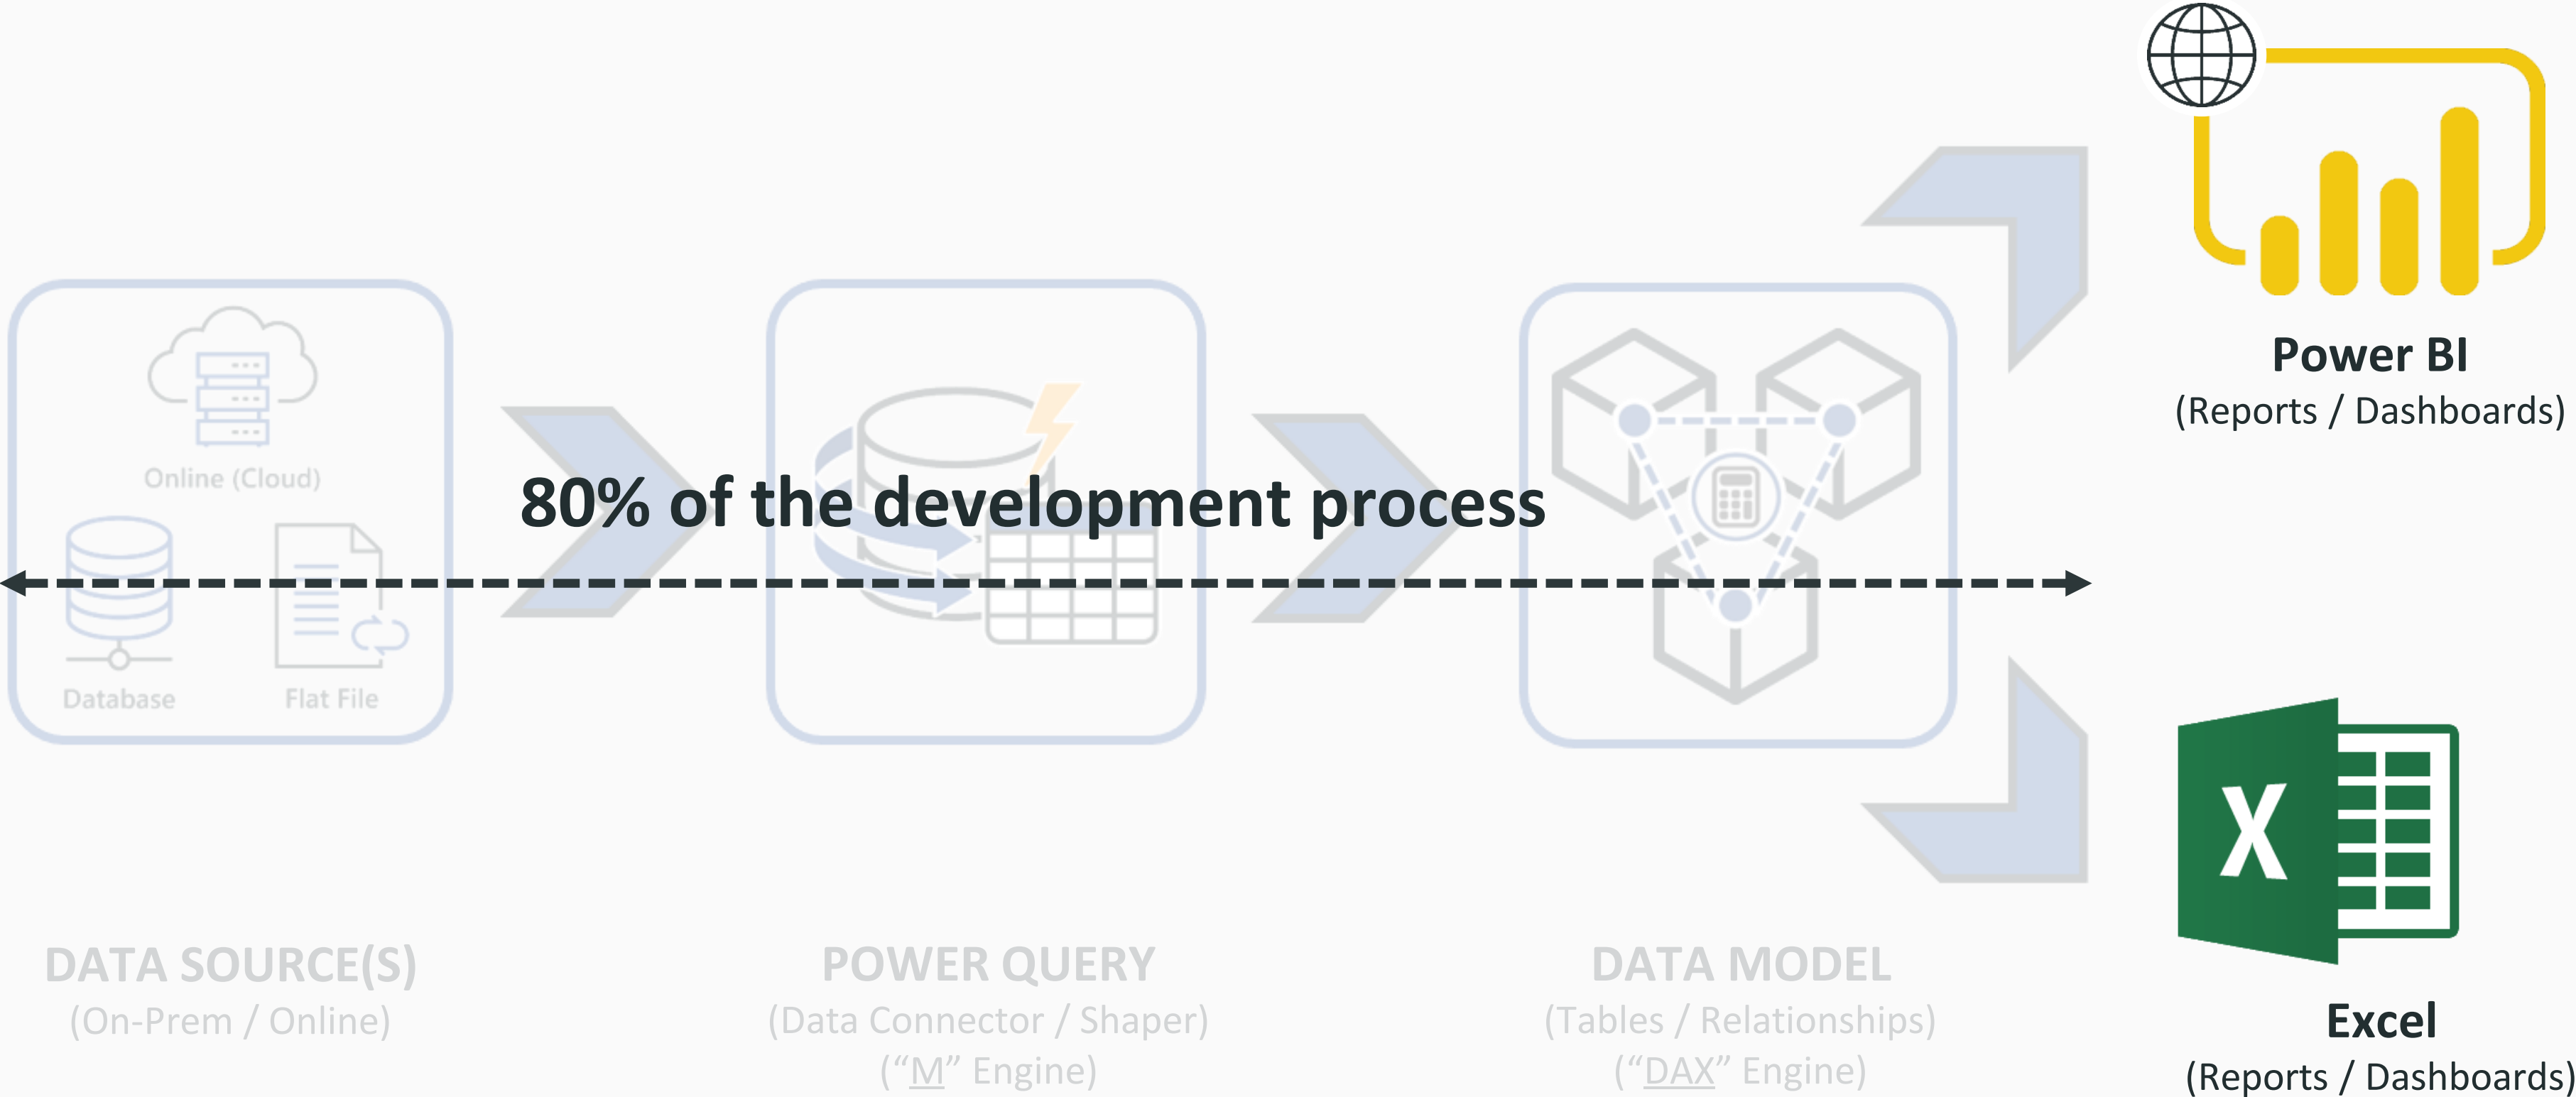 Power BI
(Reports / Dashboards)
Online (Cloud)
80% of the development process
Database
Flat File
X
DATA SOURCE(S)
(On-Prem / Online)
POWER QUERY
(Data Connector / Shaper)
(“M” Engine)
DATA MODEL
(Tables / Relationships)
(“DAX” Engine)
Excel
(Reports / Dashboards)